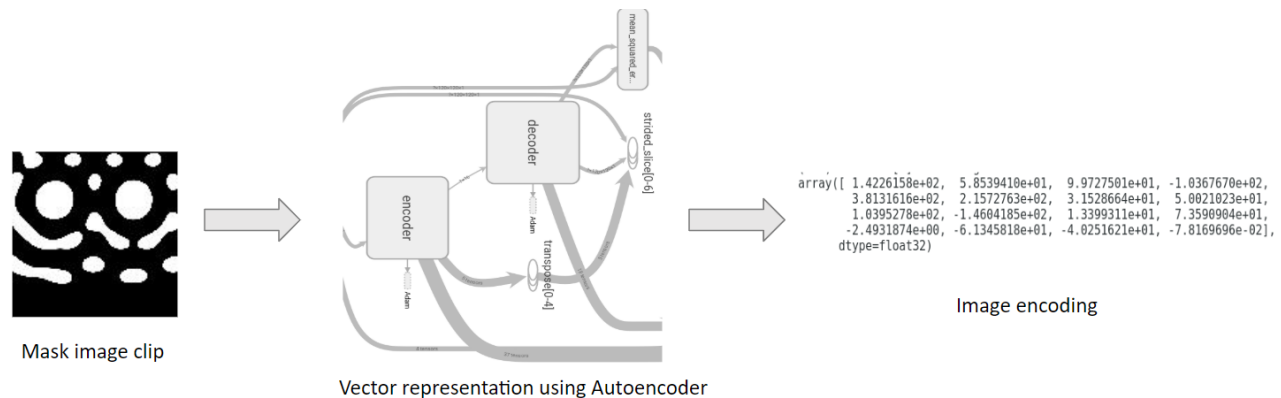 mean_squared_er...
decoder
strided_slice[0-6]
encoder
Adam
transpose[0-4]
Adam
array([ 1.4226158e+02, 5.8539410e+01, 9.9727501e+01, -1.0367670e+02,
3.8131616e+02, 2.1572763e+02, 3.1528664e+01, 5.0021023e+01,
1.0395278e+02, -1.4604185e+02, 1.3399311e+01, 7.3590904e+01,
-2.4931874e+00, -6.1345818e+01, -4.0251621e+01, -7.8169696e-02],
dtype=float32)
Mask image clip
Vector representation using Autoencoder
Image encoding